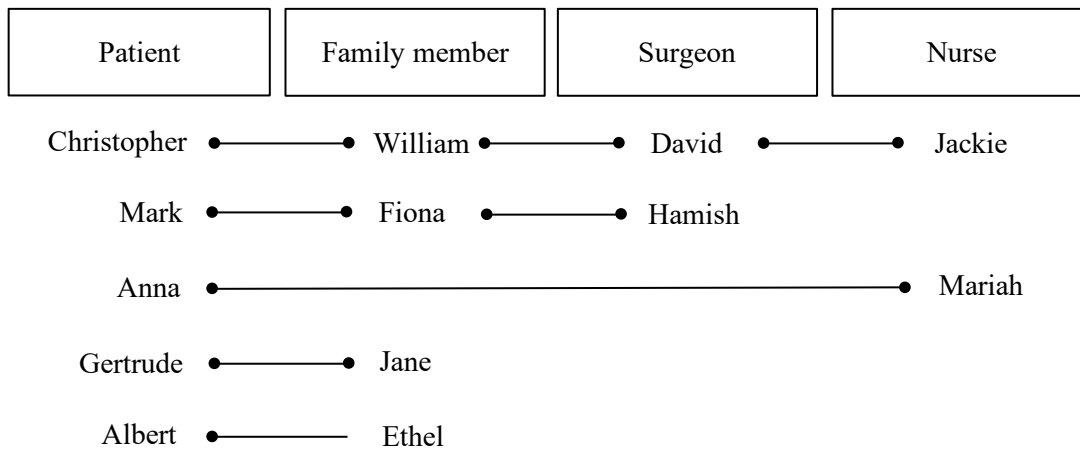 Patient Family member Surgeon Nurse
Christopher William David Jackie
Mark Fiona Hamish
Anna Mariah
Gertrude Jane
Albert Ethel